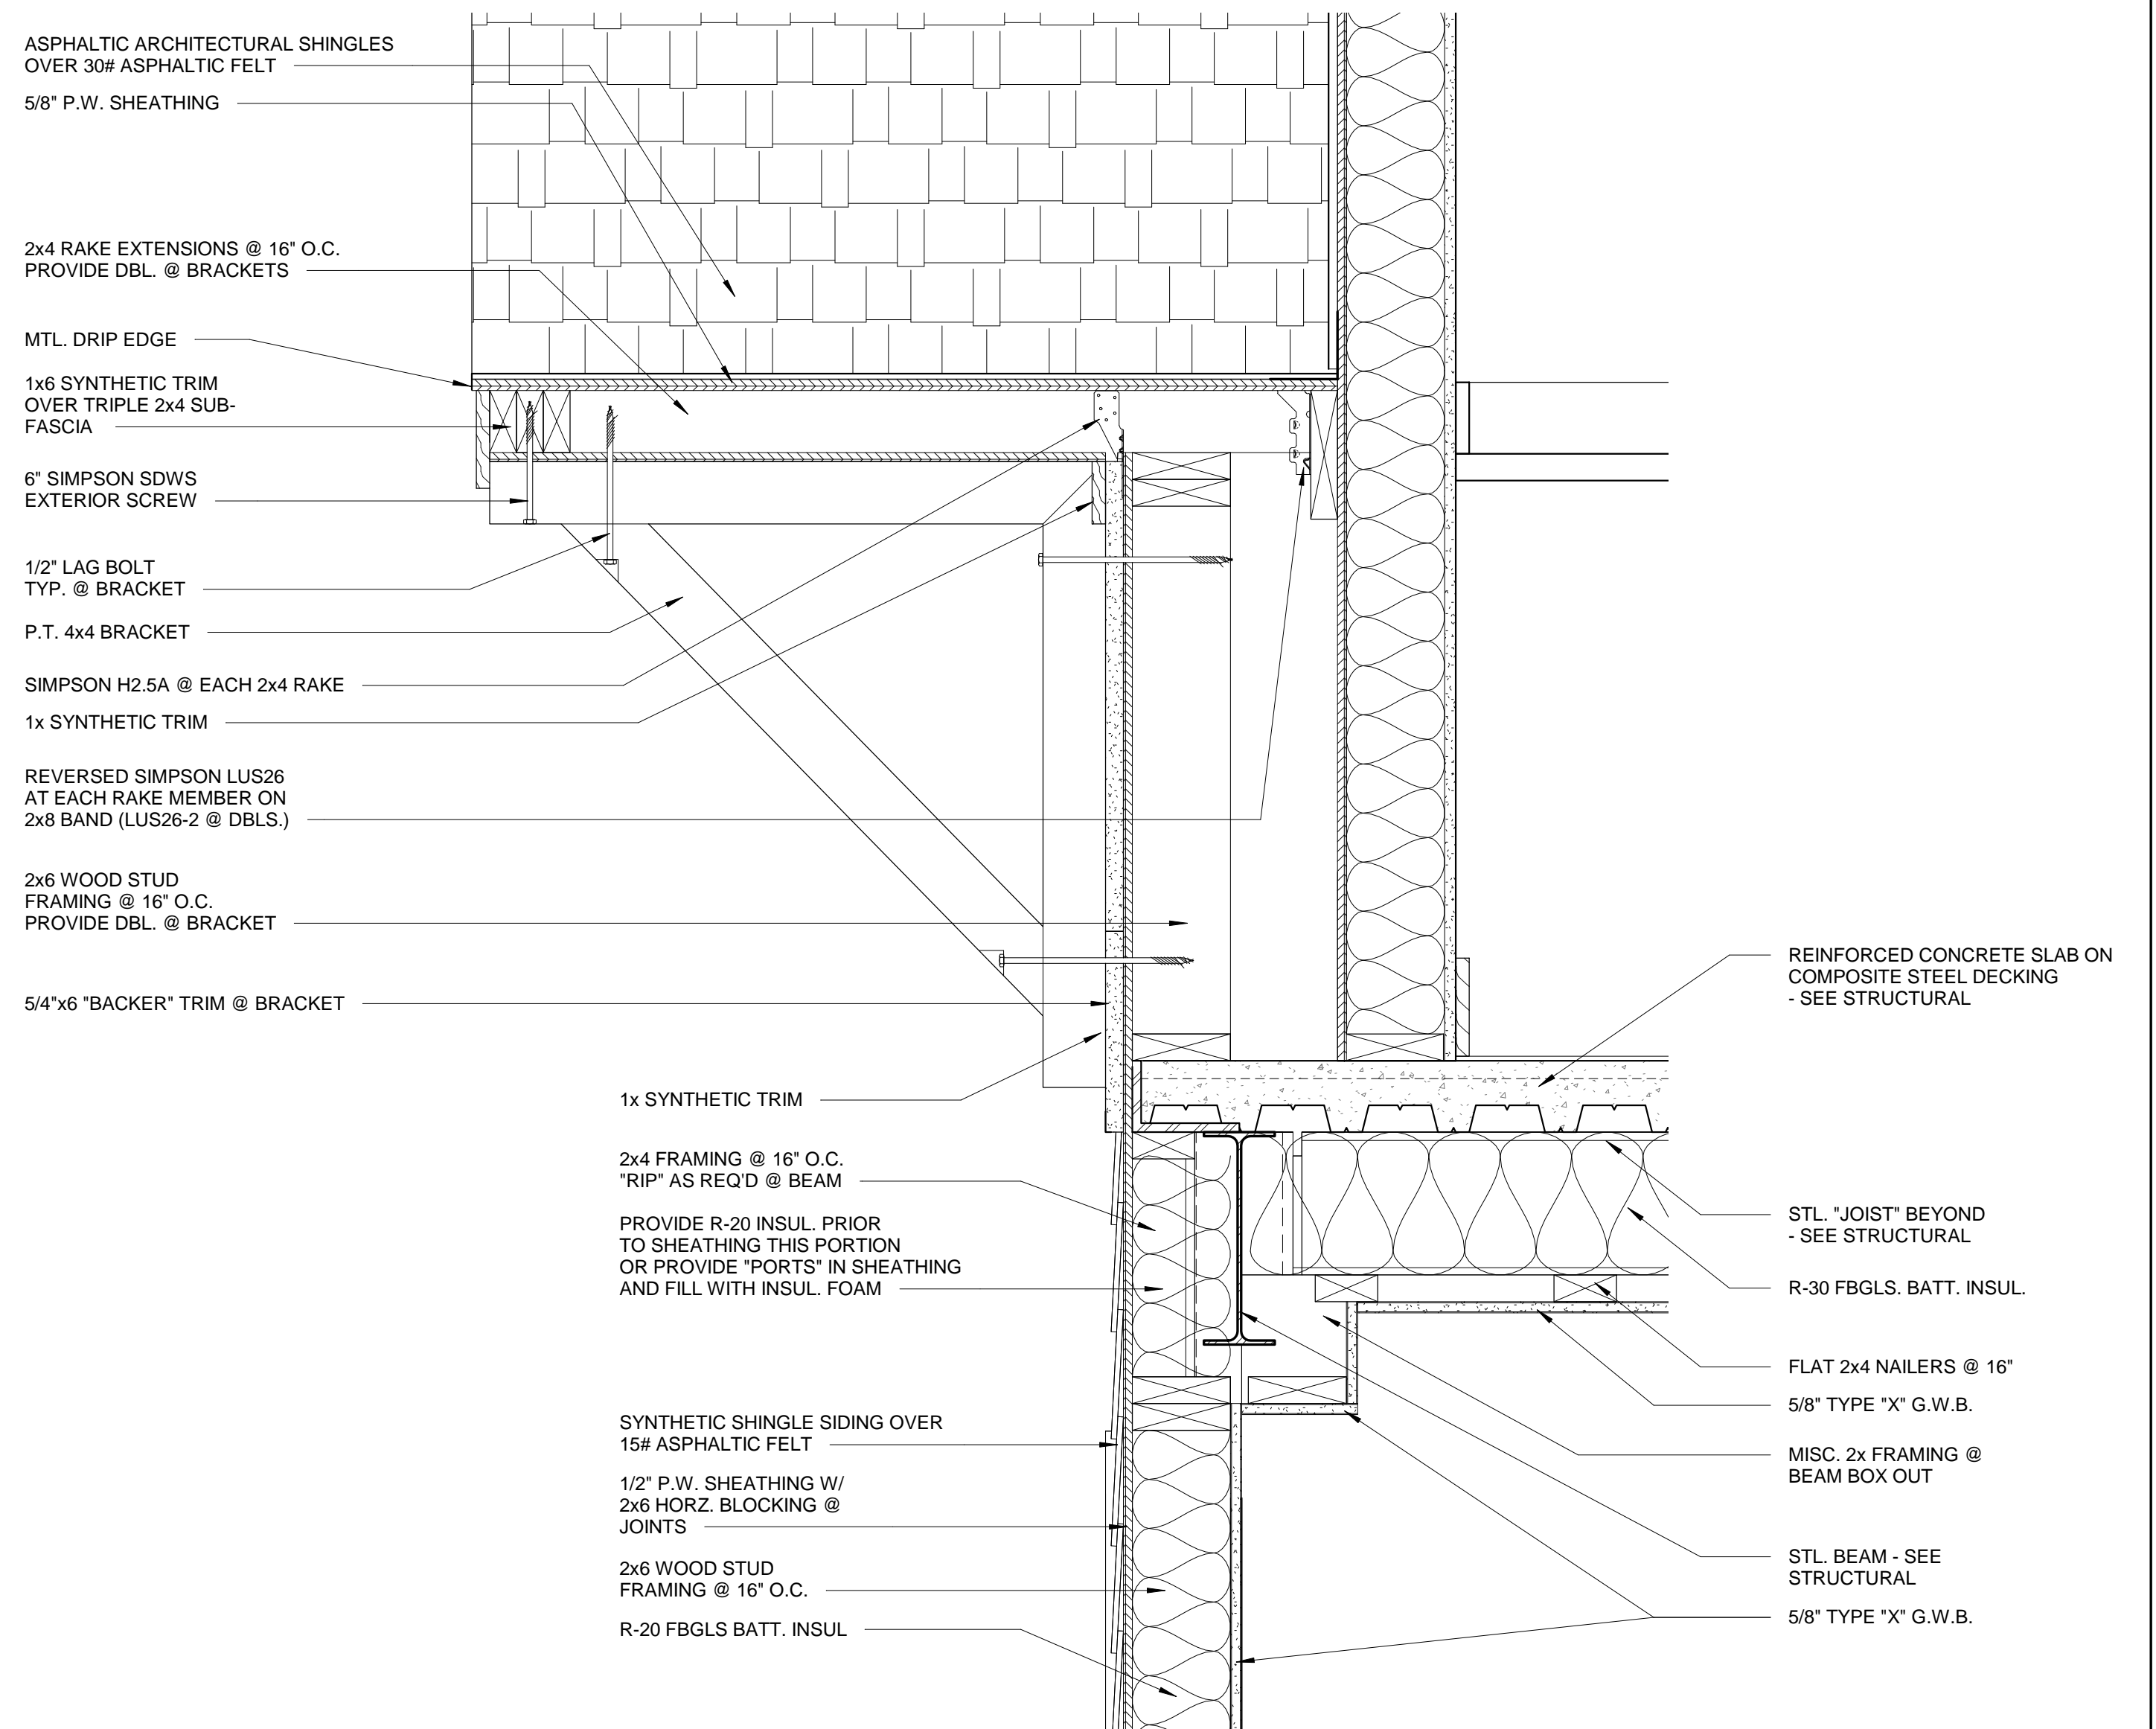 ASPHALTIC ARCHITECTURAL SHINGLES
OVER 30# ASPHALTIC FELT
5/8" P.W. SHEATHING
2x4 RAKE EXTENSIONS @ 16" O.C.
PROVIDE DBL. @ BRACKETS
MTL. DRIP EDGE
1x6 SYNTHETIC TRIM
OVER TRIPLE 2x4 SUB-
FASCIA
6" SIMPSON SDWS
EXTERIOR SCREW
1/2" LAG BOLT
TYP. @ BRACKET
P.T. 4x4 BRACKET
SIMPSON H2.5A @ EACH 2x4 RAKE
1x SYNTHETIC TRIM
REVERSED SIMPSON LUS26
AT EACH RAKE MEMBER ON
2x8 BAND (LUS26-2 @ DBLS.)
2x6 WOOD STUD
FRAMING @ 16" O.C.
PROVIDE DBL. @ BRACKET
5/4"x6 "BACKER" TRIM @ BRACKET
1x SYNTHETIC TRIM
2x4 FRAMING @ 16" O.C.
"RIP" AS REQ'D @ BEAM
PROVIDE R-20 INSUL. PRIOR
TO SHEATHING THIS PORTION
OR PROVIDE "PORTS" IN SHEATHING
AND FILL WITH INSUL. FOAM
SYNTHETIC SHINGLE SIDING OVER
15# ASPHALTIC FELT
1/2" P.W. SHEATHING W/
2x6 HORZ. BLOCKING @
JOINTS
2x6 WOOD STUD
FRAMING @ 16" O.C.
R-20 FBGLS BATT. INSUL
REINFORCED CONCRETE SLAB ON
COMPOSITE STEEL DECKING
- SEE STRUCTURAL
STL. "JOIST" BEYOND
- SEE STRUCTURAL
R-30 FBGLS. BATT. INSUL.
FLAT 2x4 NAILERS @ 16"
5/8" TYPE "X" G.W.B.
MISC. 2x FRAMING @
BEAM BOX OUT
STL. BEAM - SEE
STRUCTURAL
5/8" TYPE "X" G.W.B.